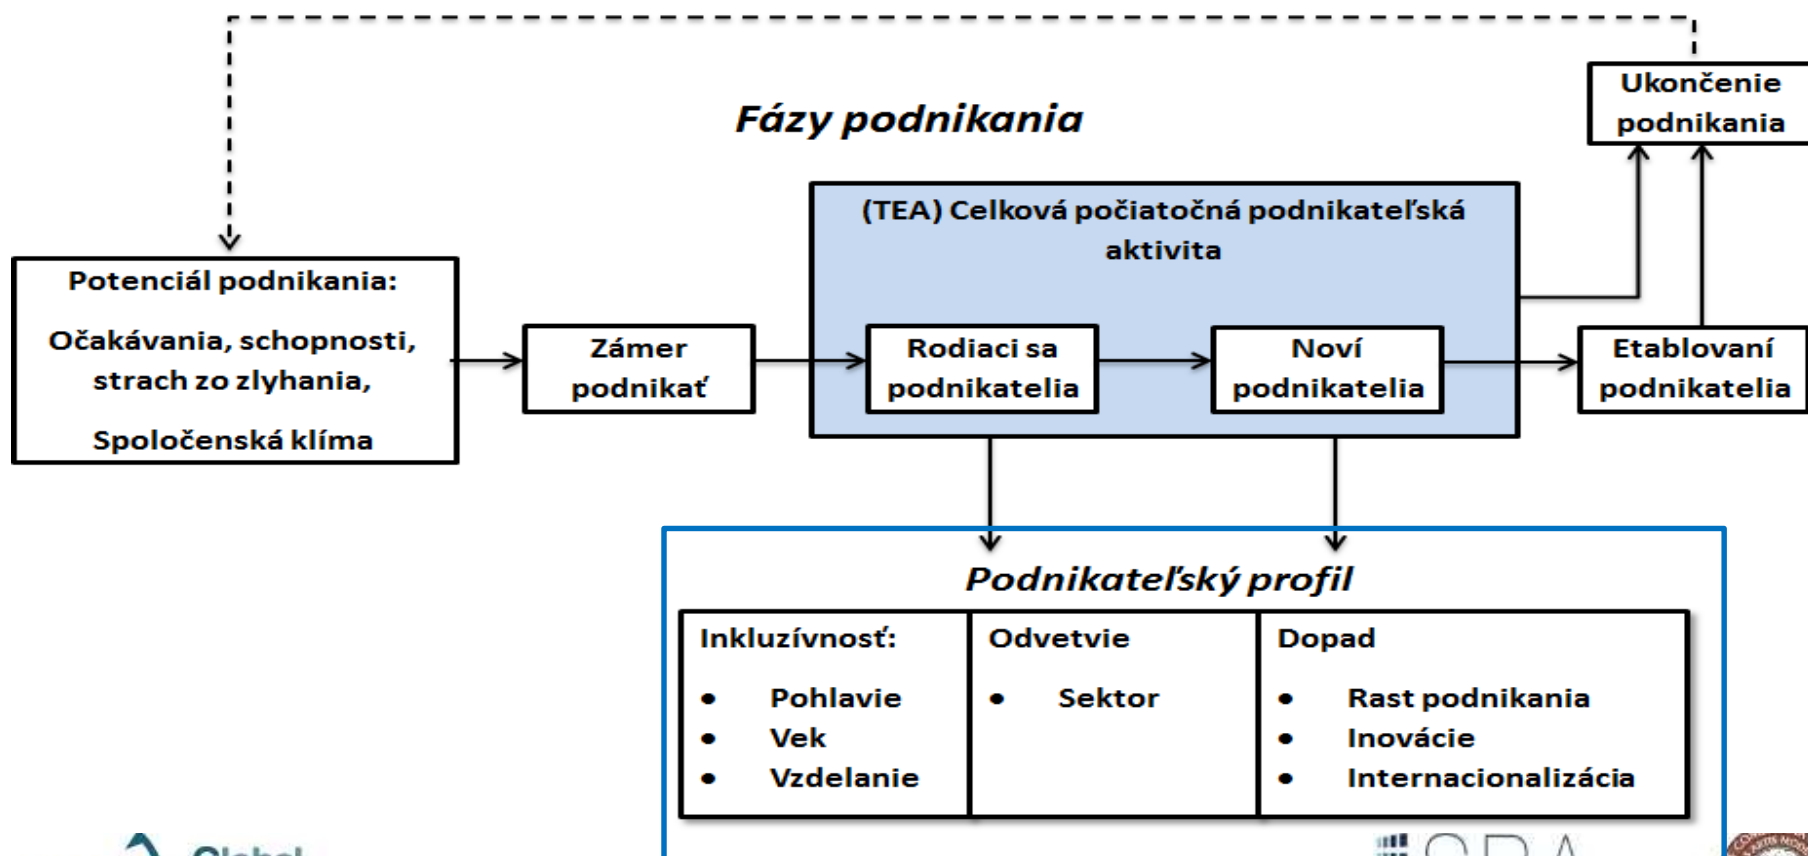 Fázy podnikania
Ukončenie
podnikania
(TEA) Celková počiatočná podnikateľská
aktivita
Potenciál podnikania:
Očakávania, schopnosti,
strach zo zlyhania,
Spoločenská klíma
Zámer
podnikať
Rodiaci sa
podnikatelia
Noví
podnikatelia
Etablovaní
podnikatelia
Podnikateľský profil
Inkluzívnosť:
• Pohlavie
• Vek
• Vzdelanie
Odvetvie
• Sektor
Dopad
• Rast podnikania
• Inovácie
• Internacionalizácia